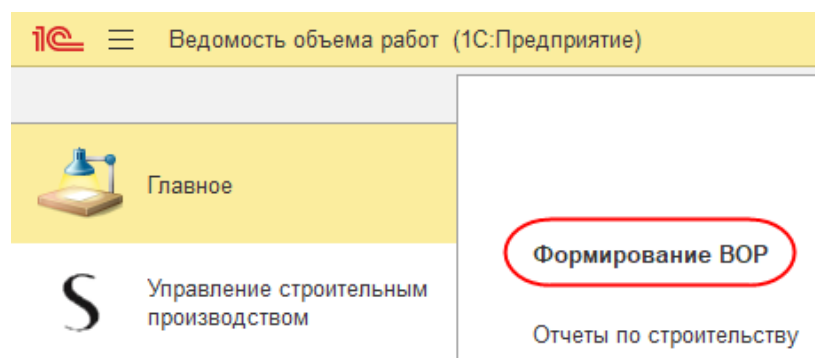 1С Ведомость объема работ (1С:Предприятие)
Главное
Формирование ВОР
Управление строительным
производством
Отчеты по строительству